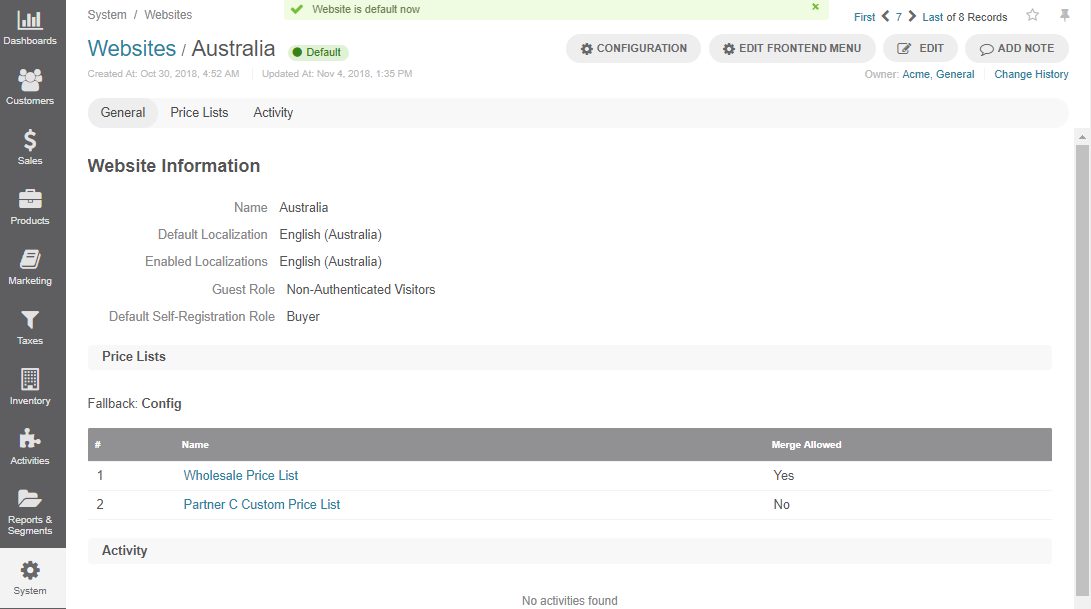 Dashboards
Customers
Sales
Products
Marketing
Taxes
Inventory
Activities
Reports &
Segments
System
System / Websites
Website is default now
First 7 Last of 8 Records
Websites / Australia Default
CONFIGURATION EDIT FRONTEND MENU EDIT ADD NOTE
Created At: Oct 30, 2018, 4:52 AM Updated At: Nov 4, 2018, 1:35 PM
Owner: Acme, General Change History
General Price Lists Activity
Website Information
Name Australia
Default Localization English (Australia)
Enabled Localizations English (Australia)
Guest Role Non-Authenticated Visitors
Default Self-Registration Role Buyer
Price Lists
Fallback: Config
# Name Merge Allowed
1 Wholesale Price List Yes
2 Partner C Custom Price List No
Activity
No activities found